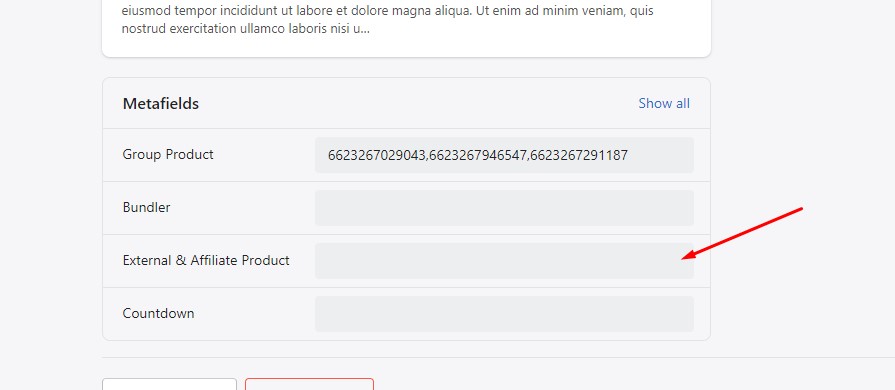 eiusmod tempor incididunt ut labore et dolore magna aliqua. Ut enim ad minim veniam, quis
nostrud exercitation ullamco laboris nisi u...
Metafields
Show all
Group Product
6623267029043,6623267946547,6623267291187
Bundler
External & Affiliate Product
Countdown